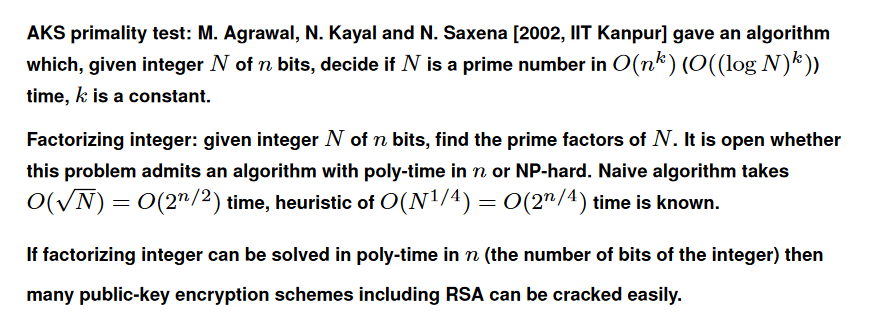 AKS primality test: M. Agrawal, N. Kayal and N. Saxena [2002, IIT Kanpur] gave an algorithm
which, given integer N of n bits, decide if N is a prime number in O(n^k) (O((log N)^k))
time, k is a constant.
Factorizing integer: given integer N of n bits, find the prime factors of N. It is open whether
this problem admits an algorithm with poly-time in n or NP-hard. Naive algorithm takes
O(√N) = O(2^{n/2}) time, heuristic of O(N^{1/4}) = O(2^{n/4}) time is known.
If factorizing integer can be solved in poly-time in n (the number of bits of the integer) then
many public-key encryption schemes including RSA can be cracked easily.